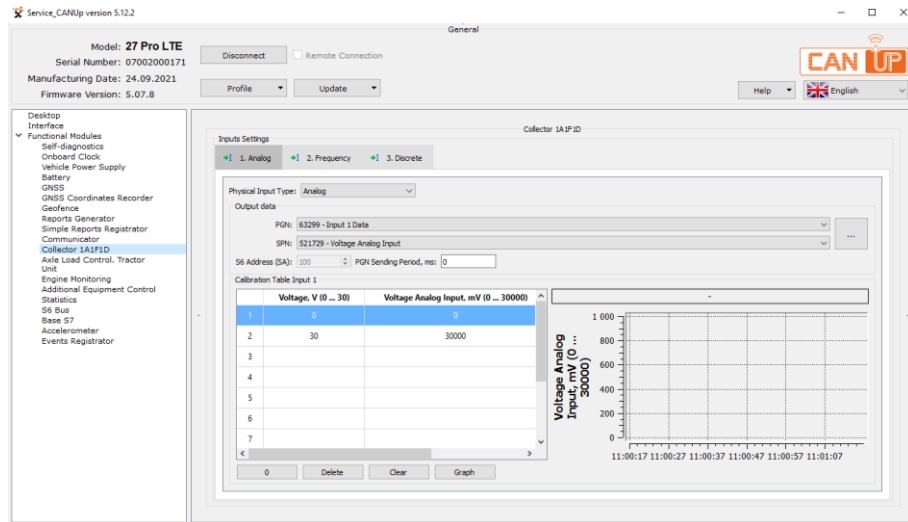 Service_CANUp version 5.12.2
General
Model: 27 Pro LTE
Serial Number: 07002000171
Manufacturing Date: 24.09.2021
Firmware Version: 5.07.8
Disconnect
Remote Connection
Profile
Update
CAN UP
Help
English
Desktop
Interface
Functional Modules
Self-diagnostics
Onboard Clock
Vehicle Power Supply
Battery
GNSS
GNSS Coordinates Recorder
Geofence
Reports Generator
Simple Reports Registrator
Communicator
Collector 1A1F1D
Axle Load Control. Tractor
Unit
Engine Monitoring
Additional Equipment Control
Statistics
S6 Bus
Base S7
Accelerometer
Events Registrator
Collector 1A1F1D
Inputs Settings
1. Analog
2. Frequency
3. Discrete
Physical Input Type: Analog
Output data
PGN: 63299 - Input 1 Data
SPN: 521729 - Voltage Analog Input
...
S6 Address (SA): 100
PGN Sending Period, ms: 0
Calibration Table Input 1
Voltage, V (0 ... 30) Voltage Analog Input, mV (0 ... 30000)
1 0 0
2 30 30000
3
4
5
6
7
0
Delete
Clear
Graph
-
Voltage Analog
Input, mV (0 ...
30000)
1 000
800
600
400
200
0
11:00:17 11:00:27 11:00:37 11:00:47 11:00:57 11:01:07